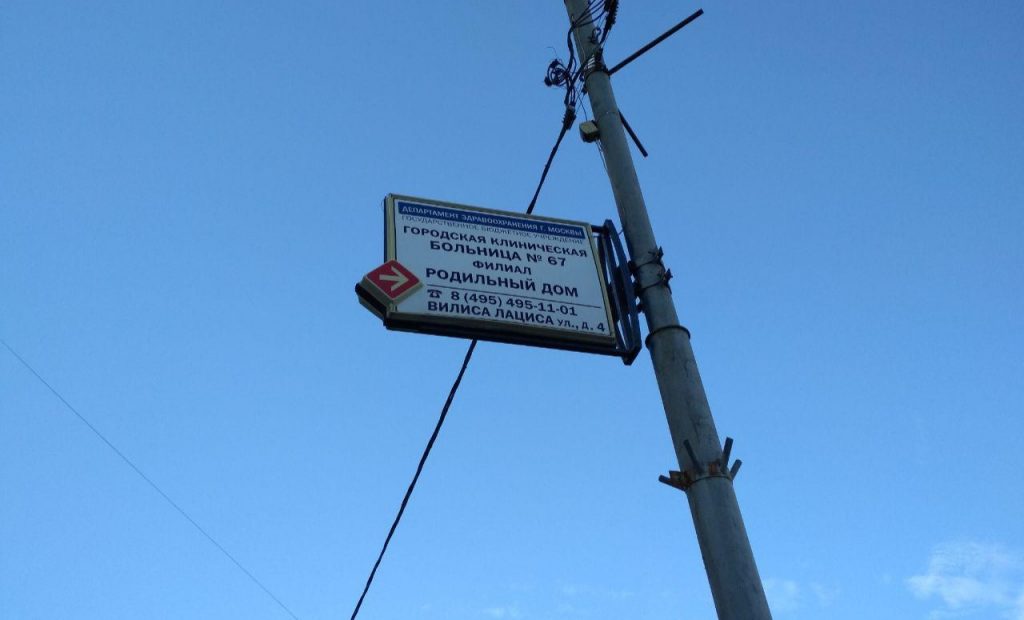 ДЕПАРТАМЕНТ ЗДРАВООХРАНЕНИЯ Г. МОСКВЫ
ГОСУДАРСТВЕННОЕ БЮДЖЕТНОЕ УЧРЕЖДЕНИЕ
ГОРОДСКАЯ КЛИНИЧЕСКАЯ
БОЛЬНИЦА № 67
ФИЛИАЛ
РОДИЛЬНЫЙ ДОМ
☎ 8 (495) 495-11-01
ВИЛИСА ЛАЦИСА ул., д. 4